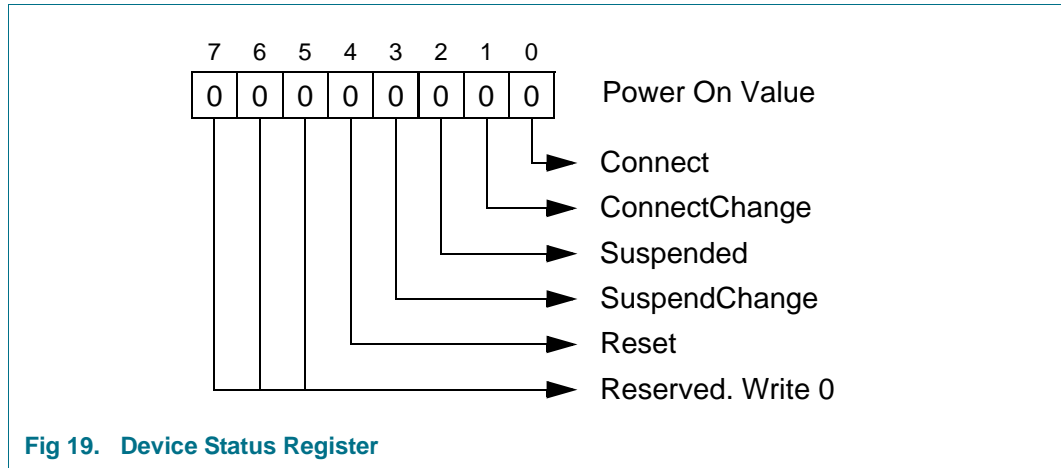 7 6 5 4 3 2 1 0
0 0 0 0 0 0 0 0 Power On Value
Connect
ConnectChange
Suspended
SuspendChange
Reset
Reserved. Write 0
Fig 19. Device Status Register